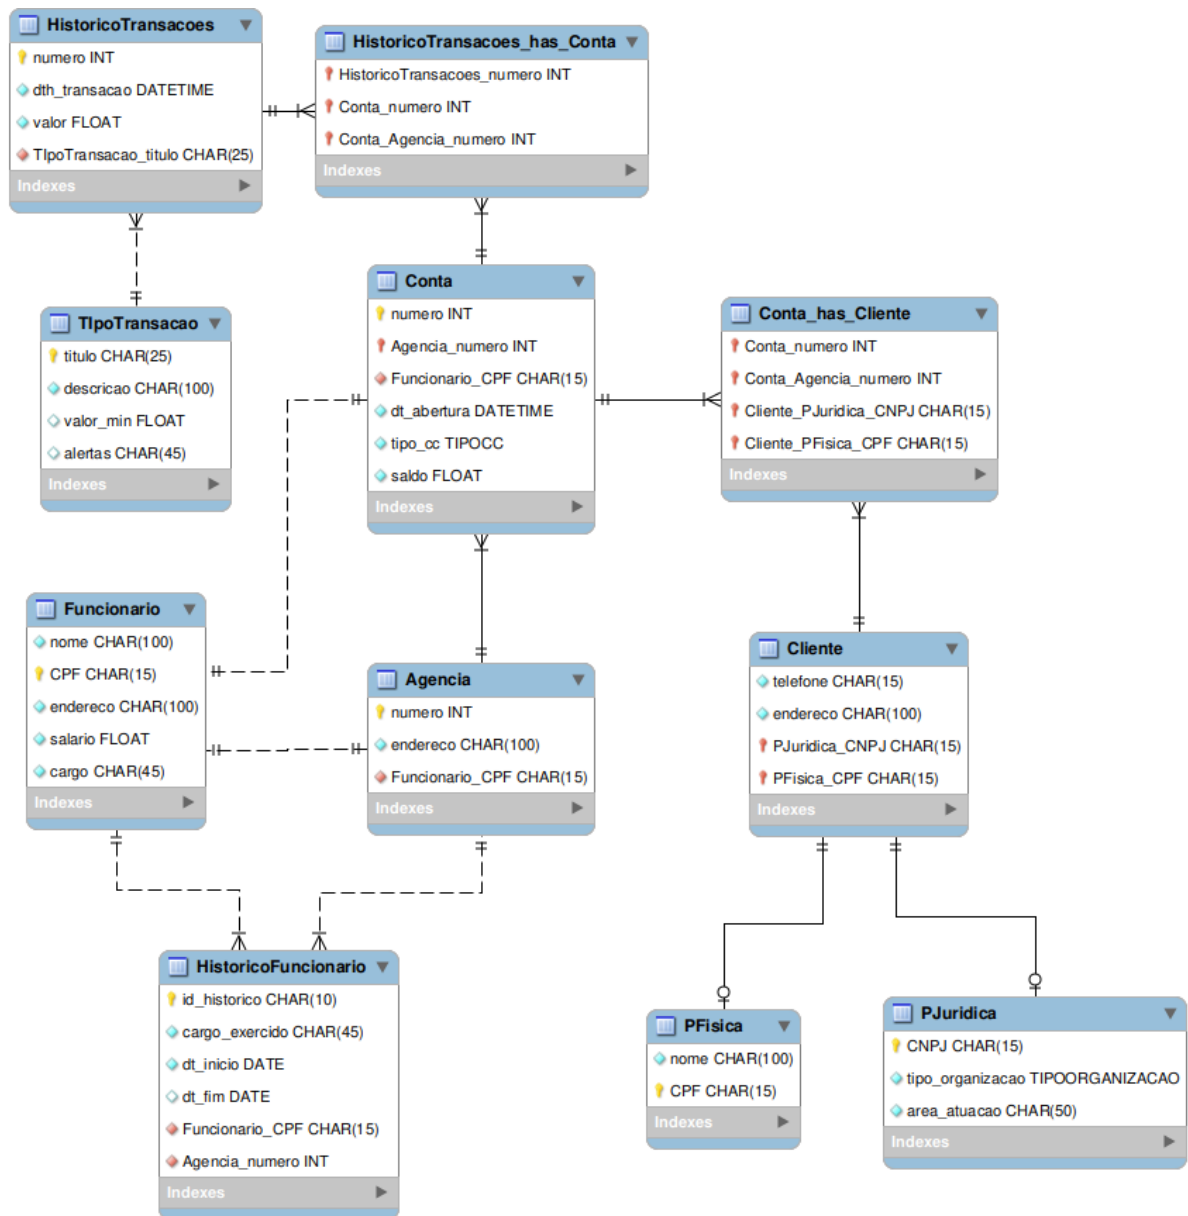 HistoricoTransacoes
numero INT
dth_transacao DATETIME
valor FLOAT
TIpoTransacao_titulo CHAR(25)
Indexes
HistoricoTransacoes_has_Conta
HistoricoTransacoes_numero INT
Conta_numero INT
Conta_Agencia_numero INT
Indexes
TIpoTransacao
titulo CHAR(25)
descricao CHAR(100)
valor_min FLOAT
alertas CHAR(45)
Indexes
Conta
numero INT
Agencia_numero INT
Funcionario_CPF CHAR(15)
dt_abertura DATETIME
tipo_cc TIPOCC
saldo FLOAT
Indexes
Conta_has_Cliente
Conta_numero INT
Conta_Agencia_numero INT
Cliente_PJuridica_CNPJ CHAR(15)
Cliente_PFisica_CPF CHAR(15)
Indexes
Funcionario
nome CHAR(100)
CPF CHAR(15)
endereco CHAR(100)
salario FLOAT
cargo CHAR(45)
Indexes
Agencia
numero INT
endereco CHAR(100)
Funcionario_CPF CHAR(15)
Indexes
Cliente
telefone CHAR(15)
endereco CHAR(100)
PJuridica_CNPJ CHAR(15)
PFisica_CPF CHAR(15)
Indexes
HistoricoFuncionario
id_historico CHAR(10)
cargo_exercido CHAR(45)
dt_inicio DATE
dt_fim DATE
Funcionario_CPF CHAR(15)
Agencia_numero INT
Indexes
PFisica
nome CHAR(100)
CPF CHAR(15)
Indexes
PJuridica
CNPJ CHAR(15)
tipo_organizacao TIPOORGANIZACAO
area_atuacao CHAR(50)
Indexes